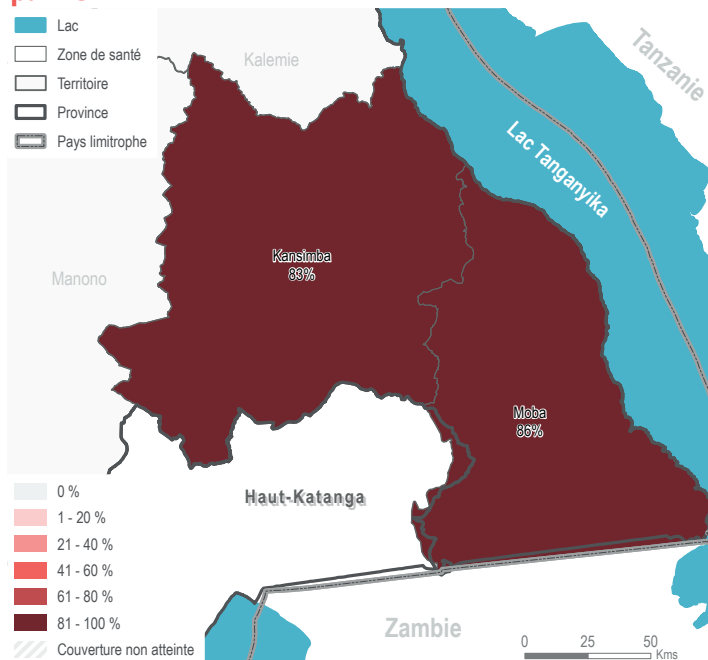 Lac
Zone de santé
Territoire
Province
Pays limitrophe
Kalemie
Tanzanie
Lac Tanganyika
Manono
Kansimba
83%
Moba
86%
Haut-Katanga
Zambie
0 %
1 - 20 %
21 - 40 %
41 - 60 %
61 - 80 %
81 - 100 %
Couverture non atteinte
0 25 50
Kms